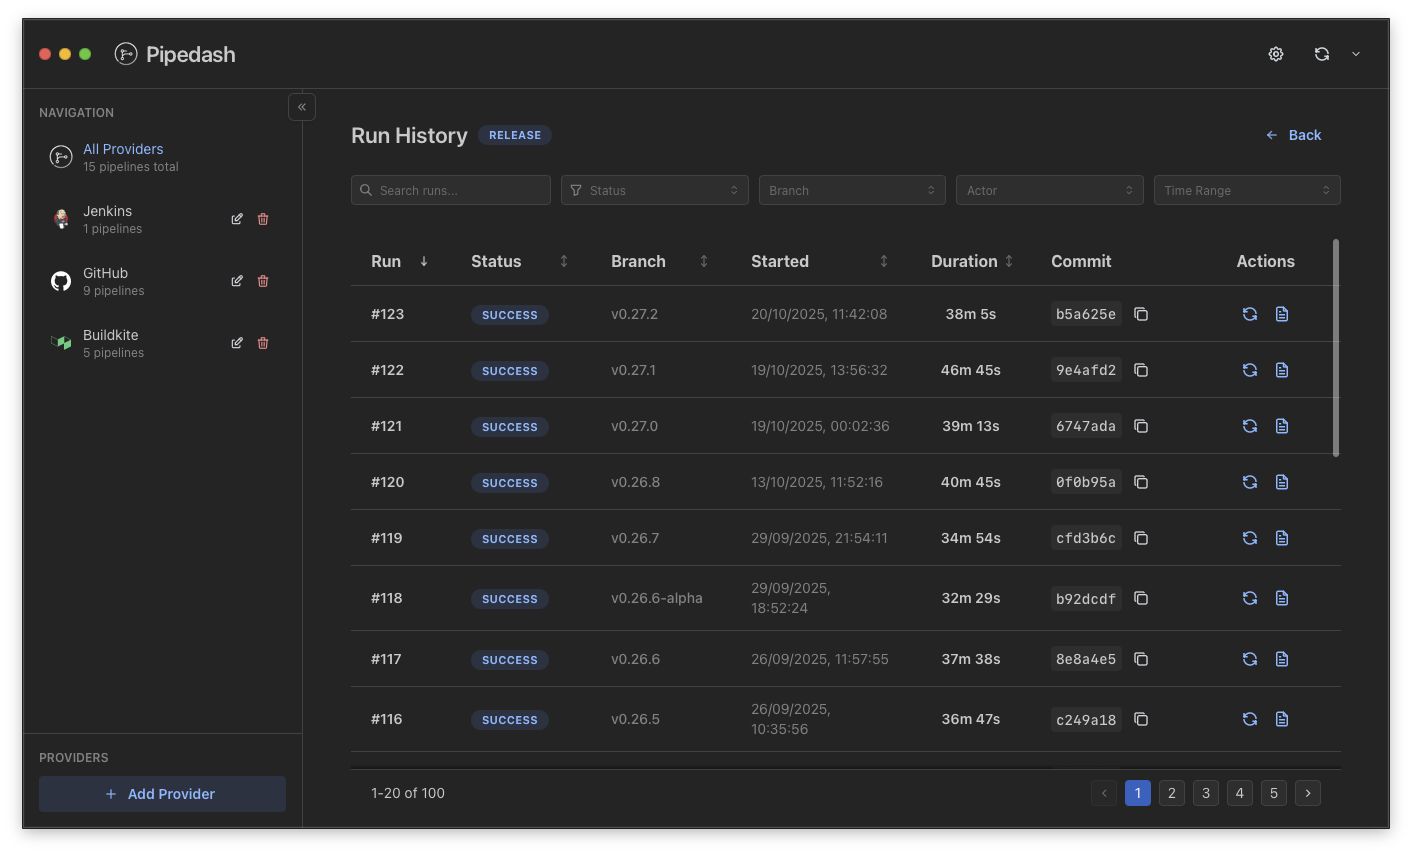 Pipedash
NAVIGATION
All Providers
15 pipelines total
Jenkins
1 pipelines
GitHub
9 pipelines
Buildkite
5 pipelines
PROVIDERS
+ Add Provider
Run History RELEASE
← Back
Search runs... Status Branch Actor Time Range
Run ↓ Status Branch Started Duration Commit Actions
#123 SUCCESS v0.27.2 20/10/2025, 11:42:08 38m 5s b5a625e
#122 SUCCESS v0.27.1 19/10/2025, 13:56:32 46m 45s 9e4afd2
#121 SUCCESS v0.27.0 19/10/2025, 00:02:36 39m 13s 6747ada
#120 SUCCESS v0.26.8 13/10/2025, 11:52:16 40m 45s 0f0b95a
#119 SUCCESS v0.26.7 29/09/2025, 21:54:11 34m 54s cfd3b6c
#118 SUCCESS v0.26.6-alpha 29/09/2025, 18:52:24 32m 29s b92dcdf
#117 SUCCESS v0.26.6 26/09/2025, 11:57:55 37m 38s 8e8a4e5
#116 SUCCESS v0.26.5 26/09/2025, 10:35:56 36m 47s c249a18
1-20 of 100
‹ 1 2 3 4 5 ›